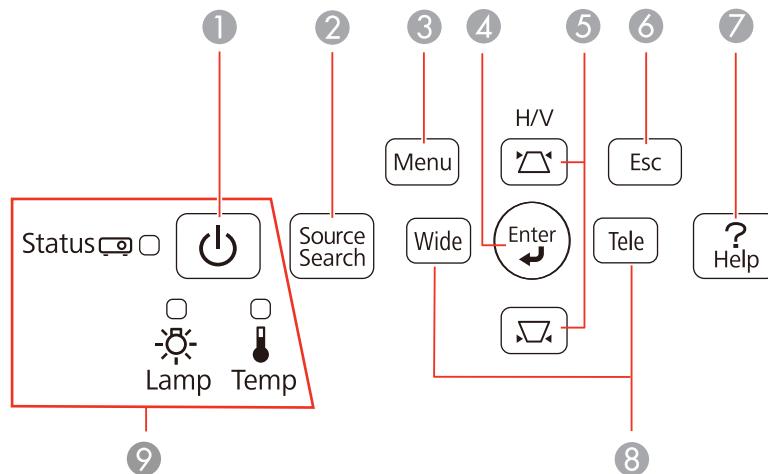 1 2 3 4 5 6 7
H/V
Menu
Esc
Status
Source
Search
Wide
Enter
Tele
?
Help
Lamp
Temp
9
8